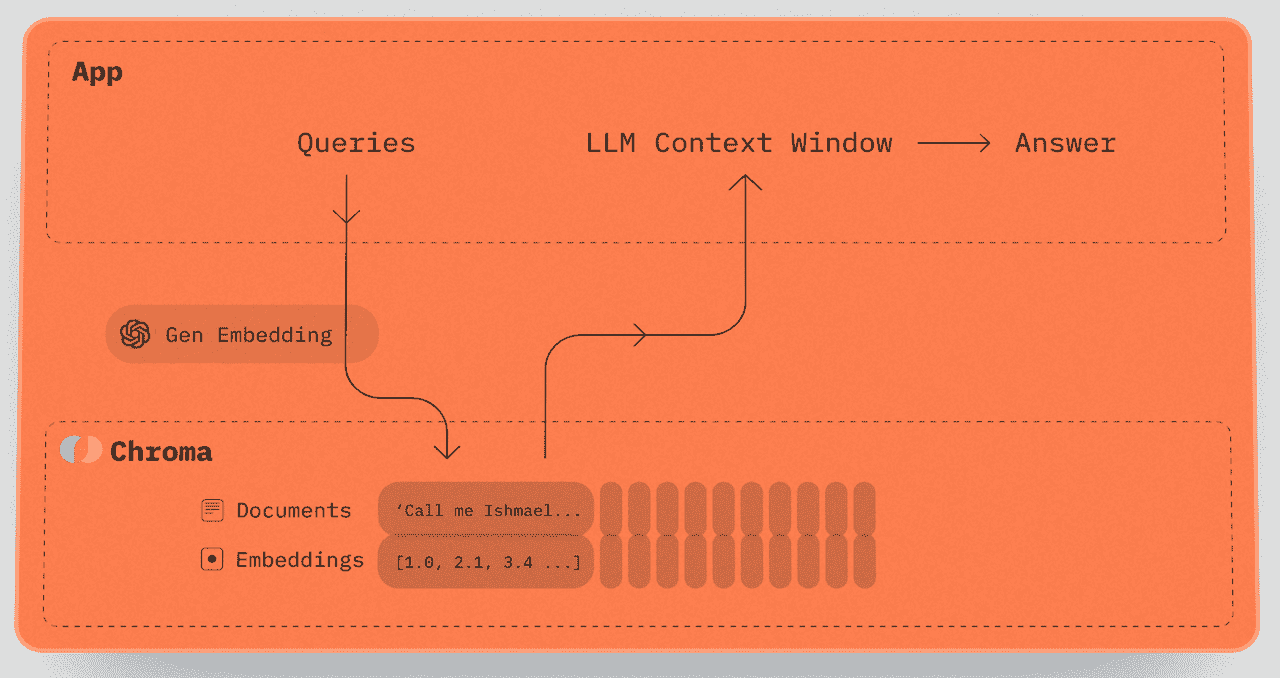 App
Queries
LLM Context Window
Answer
Gen Embedding
Chroma
Documents
‘Call me Ishmael...
Embeddings
[1.0, 2.1, 3.4 ...]